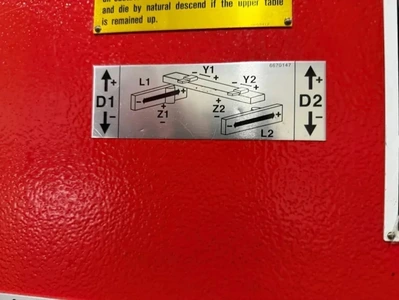 and die by natural descend if the upper table
is remained up.
6670147
L1
Y1
Y2
+
-
D1
Z1
Z2
L2
D2